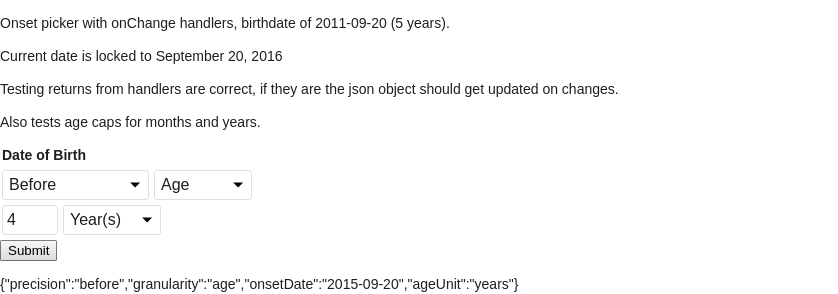 Onset picker with onChange handlers, birthdate of 2011-09-20 (5 years).
Current date is locked to September 20, 2016
Testing returns from handlers are correct, if they are the json object should get updated on changes.
Also tests age caps for months and years.
Date of Birth
Before Age
4 Year(s)
Submit
{"precision":"before","granularity":"age","onsetDate":"2015-09-20","ageUnit":"years"}